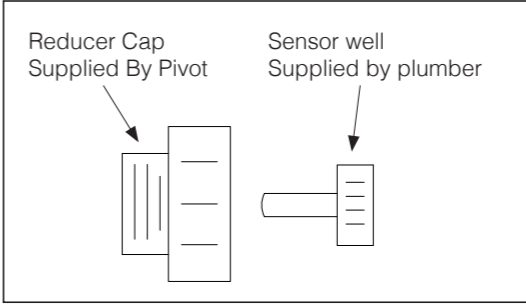 Reducer Cap
Supplied By Pivot
Sensor well
Supplied by plumber